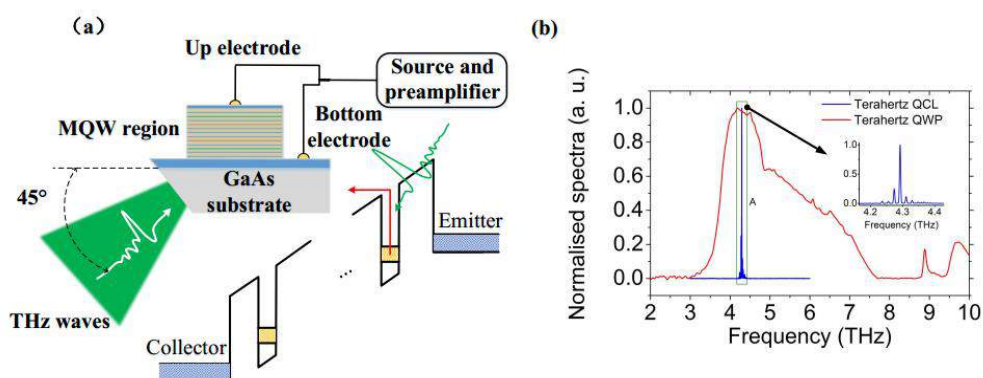 (a)
Up electrode
Source and
preamplifier
MQW region
Bottom
electrode
GaAs
substrate
45°
Emitter
...
THz waves
Collector
(b)
Normalised spectra (a. u.)
1.0
0.8
0.6
0.4
0.2
0.0
Terahertz QCL
Terahertz QWP
A
1.0
0.5
0.0
4.2 4.3 4.4
Frequency (THz)
2 3 4 5 6 7 8 9 10
Frequency (THz)